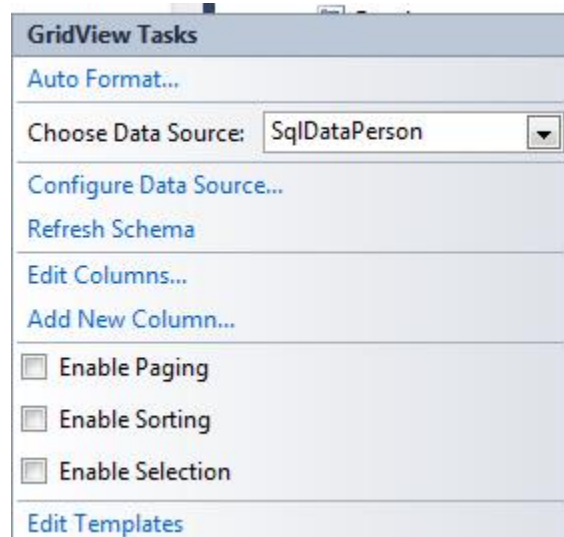 GridView Tasks
Auto Format...
Choose Data Source: SqlDataPerson
Configure Data Source...
Refresh Schema
Edit Columns...
Add New Column...
Enable Paging
Enable Sorting
Enable Selection
Edit Templates